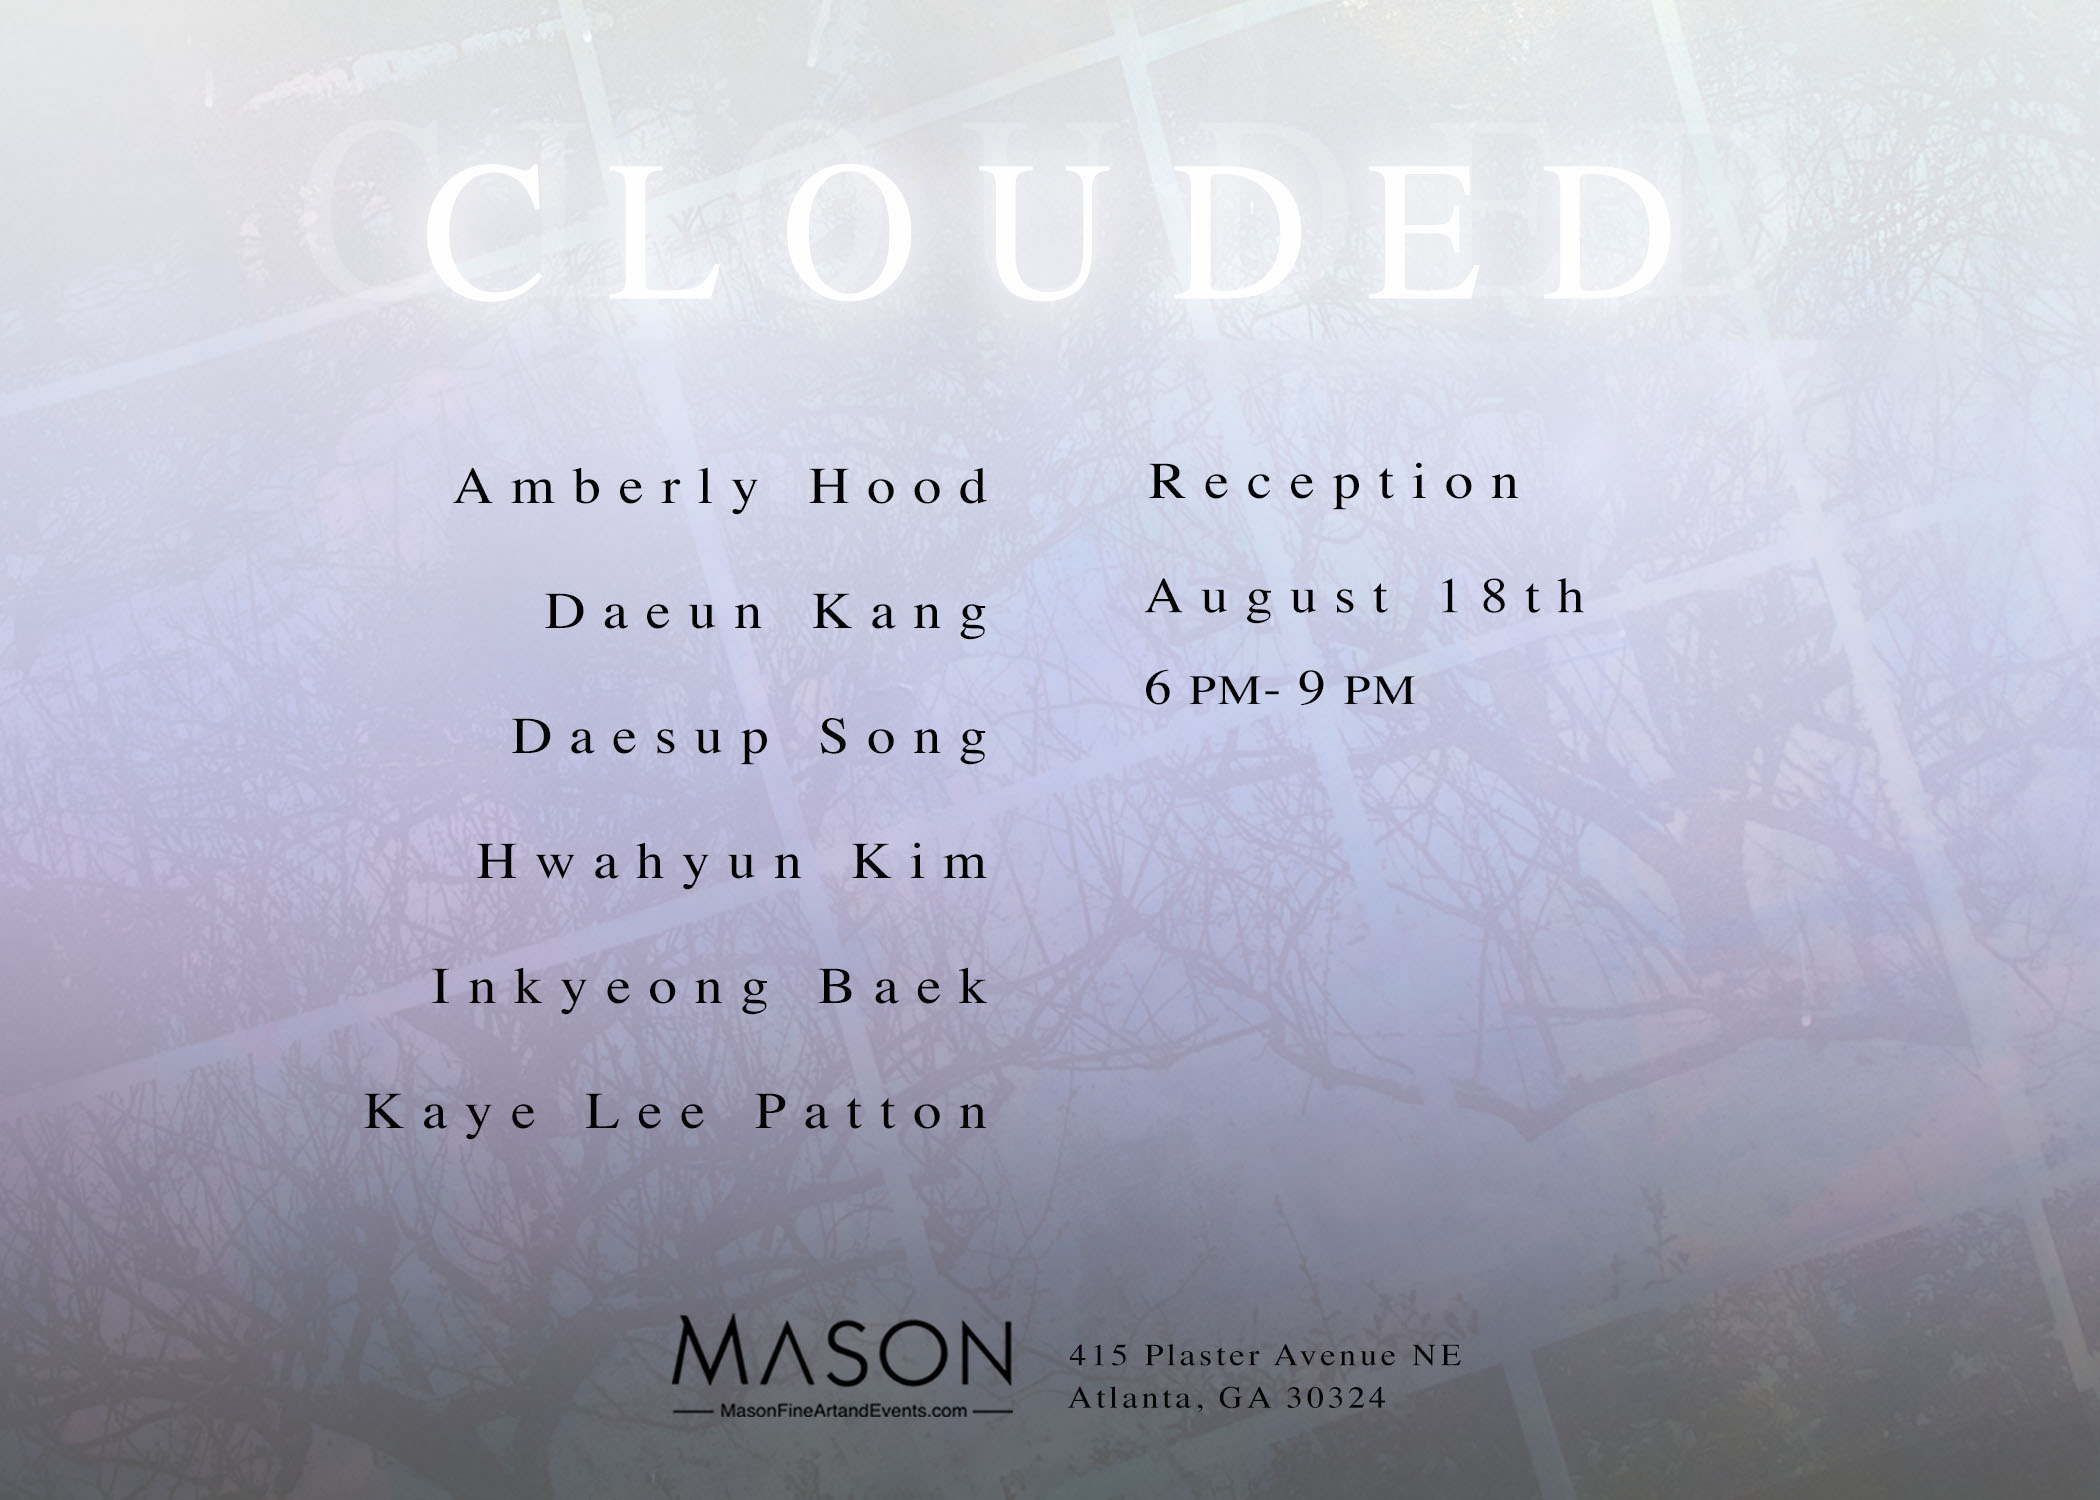 CLOUDED
Amberly Hood
Daeun Kang
Daesup Song
Hwahyun Kim
Inkyeong Baek
Kaye Lee Patton
Reception
August 18th
6 PM- 9 PM
MASON
MasonFineArtandEvents.com
415 Plaster Avenue NE
Atlanta, GA 30324